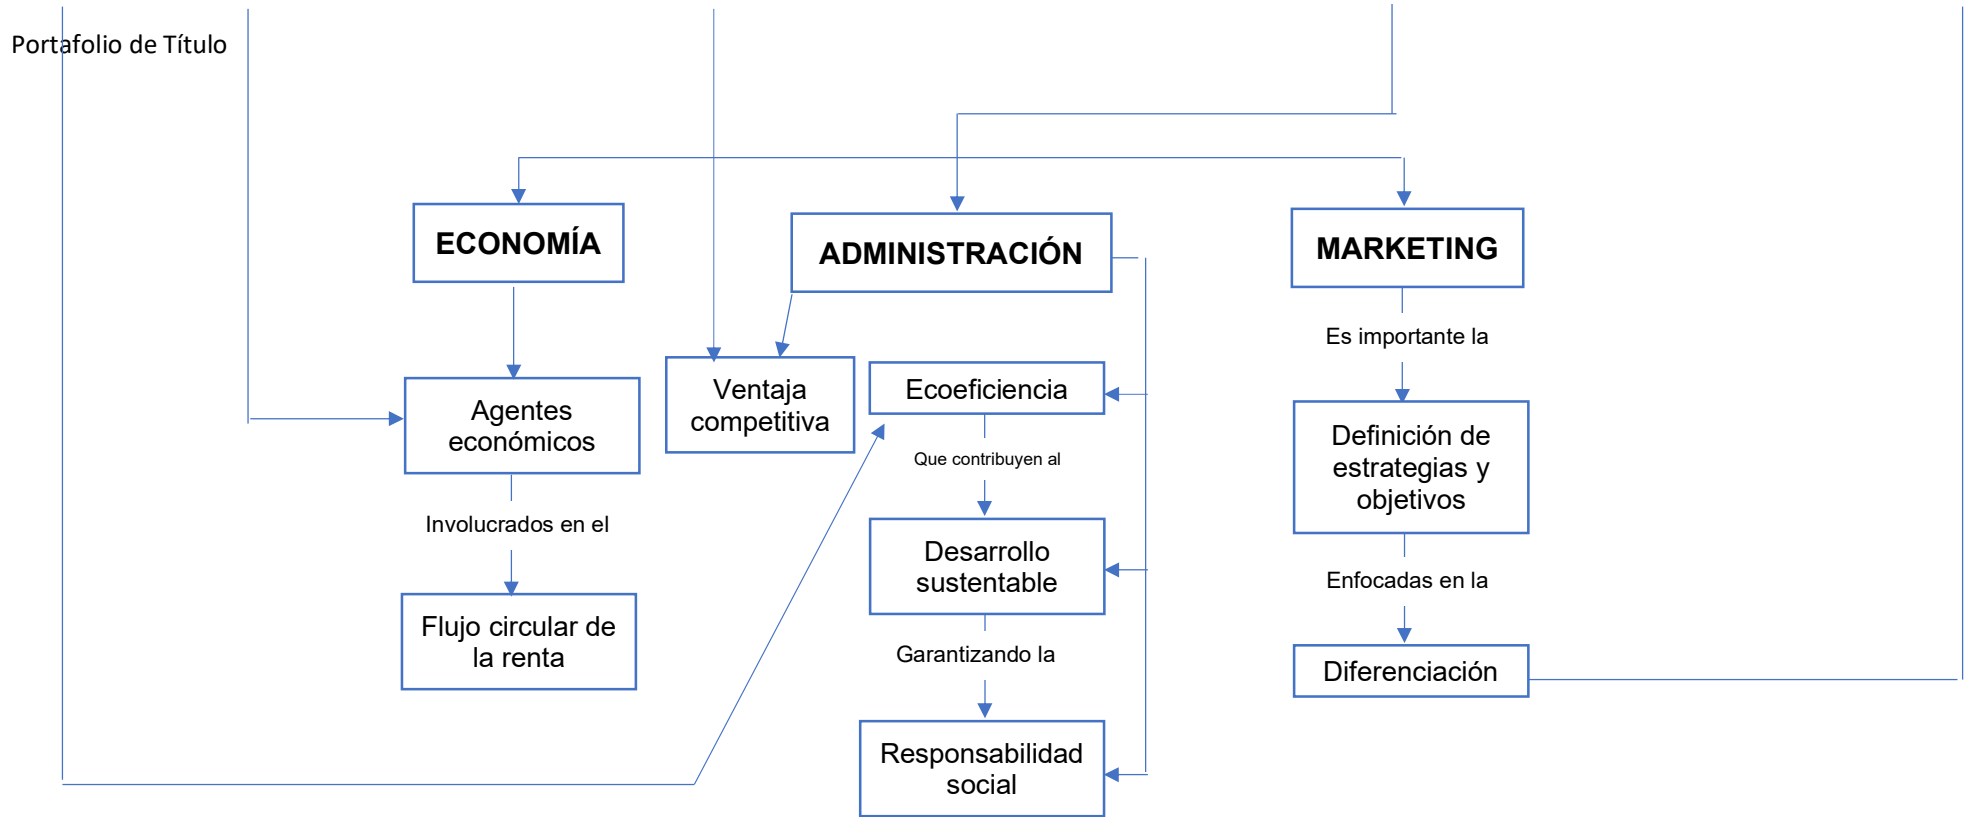 Portafolio de Título
ECONOMÍA
ADMINISTRACIÓN
MARKETING
Es importante la
Agentes
económicos
Ventaja
competitiva
Ecoeficiencia
Definición de
estrategias y
objetivos
Que contribuyen al
Involucrados en el
Desarrollo
sustentable
Enfocadas en la
Flujo circular de
la renta
Garantizando la
Diferenciación
Responsabilidad
social